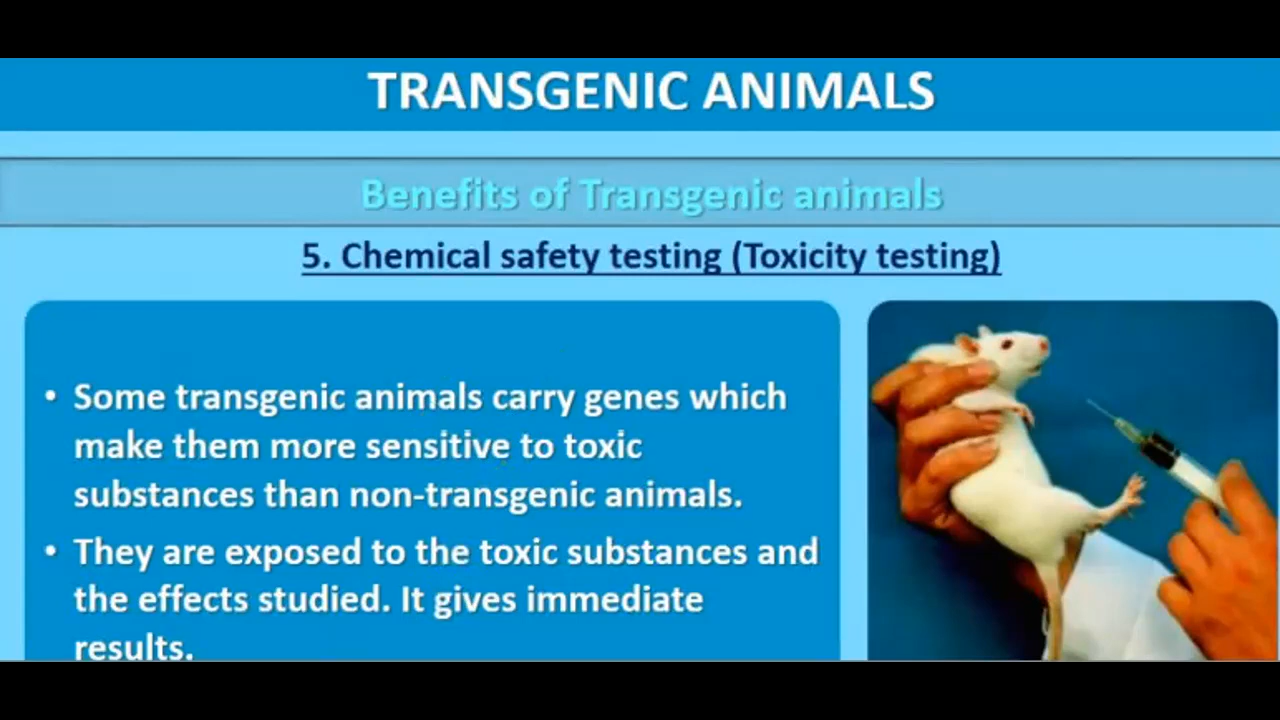 TRANSGENIC ANIMALS
Benefits of Transgenic animals
5. Chemical safety testing (Toxicity testing)
• Some transgenic animals carry genes which
make them more sensitive to toxic
substances than non-transgenic animals.
• They are exposed to the toxic substances and
the effects studied. It gives immediate
results.